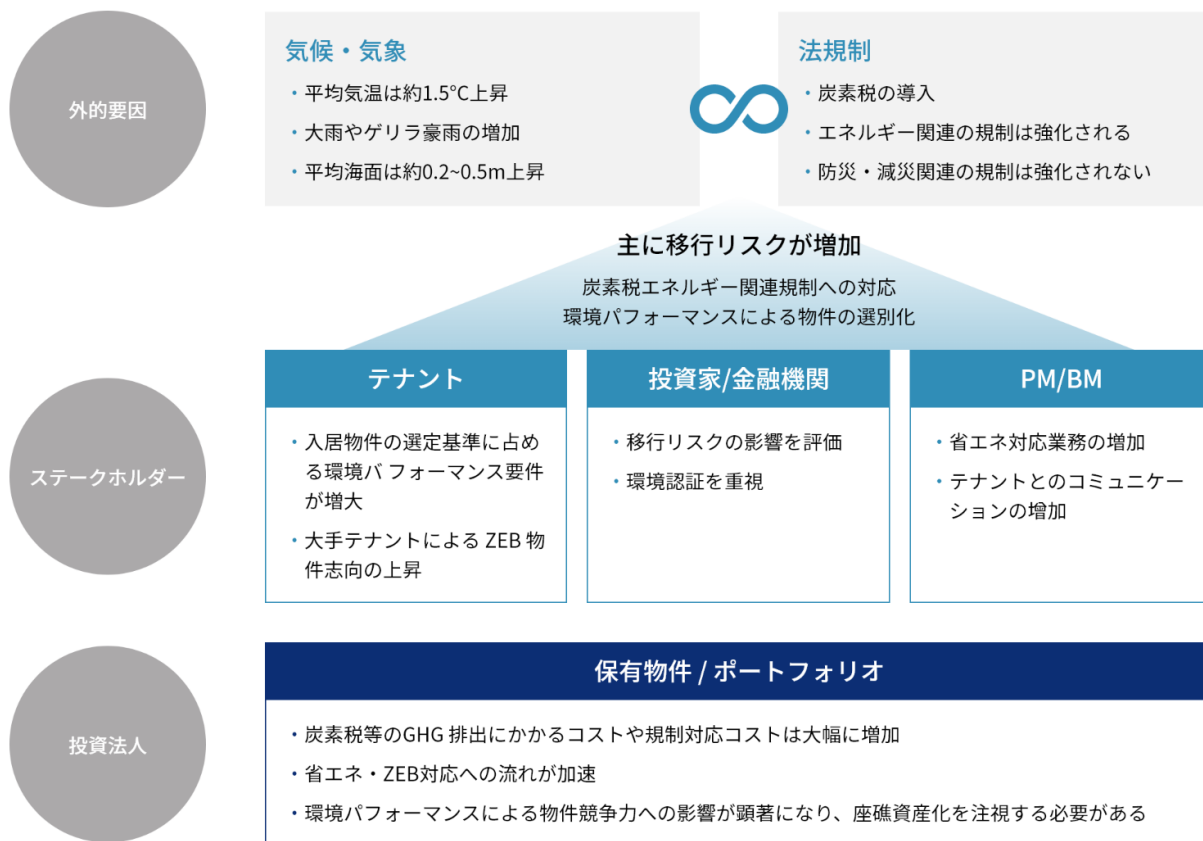 外的要因
気候・気象
・平均気温は約1.5℃上昇
・大雨やゲリラ豪雨の増加
・平均海面は約0.2~0.5m上昇
法規制
・炭素税の導入
・エネルギー関連の規制は強化される
・防災・減災関連の規制は強化されない
主に移行リスクが増加
炭素税エネルギー関連規制への対応
環境パフォーマンスによる物件の選別化
ステークホルダー
テナント
・入居物件の選定基準に占め
る環境バ フォーマンス要件
が増大
・大手テナントによる ZEB 物
件志向の上昇
投資家/金融機関
・移行リスクの影響を評価
・環境認証を重視
PM/BM
・省エネ対応業務の増加
・テナントとのコミュニケー
ションの増加
投資法人
保有物件 / ポートフォリオ
・炭素税等のGHG 排出にかかるコストや規制対応コストは大幅に増加
・省エネ・ZEB対応への流れが加速
・環境パフォーマンスによる物件競争力への影響が顕著になり、座礁資産化を注視する必要がある